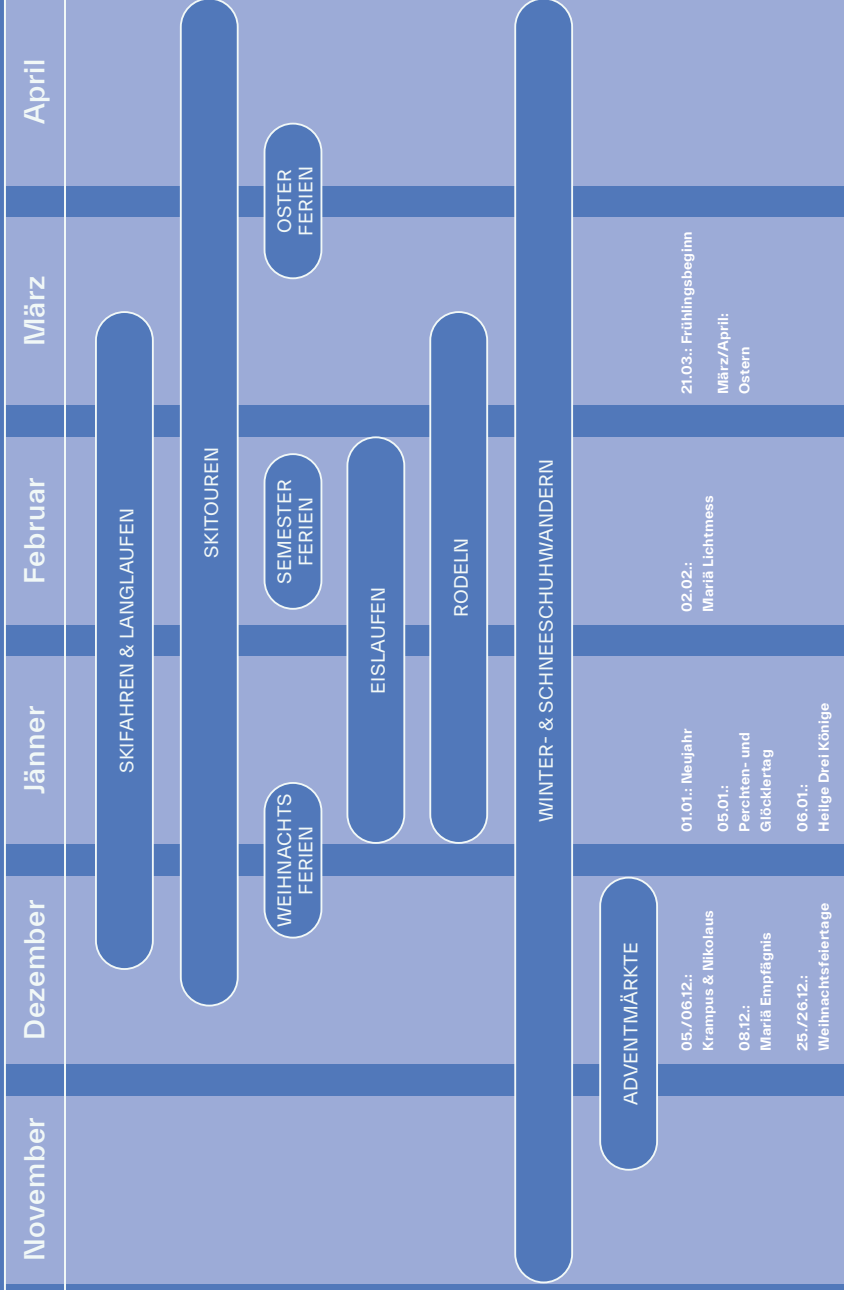 November
Dezember
Jänner
Februar
März
April
SKIFAHREN & LANGLAUFEN
SKITOUREN
WEIHNACHTS
FERIEN
SEMESTER
FERIEN
OSTER
FERIEN
EISLAUFEN
RODELN
WINTER- & SCHNEESCHUHWANDERN
ADVENTMÄRKTE
05./06.12.:
Krampus & Nikolaus
08.12.:
Mariä Empfägnis
25./26.12.:
Weihnachtsfeiertage
01.01.: Neujahr
05.01.:
Perchten- und
Glöcklertag
06.01.:
Heilge Drei Könige
02.02.:
Mariä Lichtmess
21.03.: Frühlingsbeginn
März/April:
Ostern